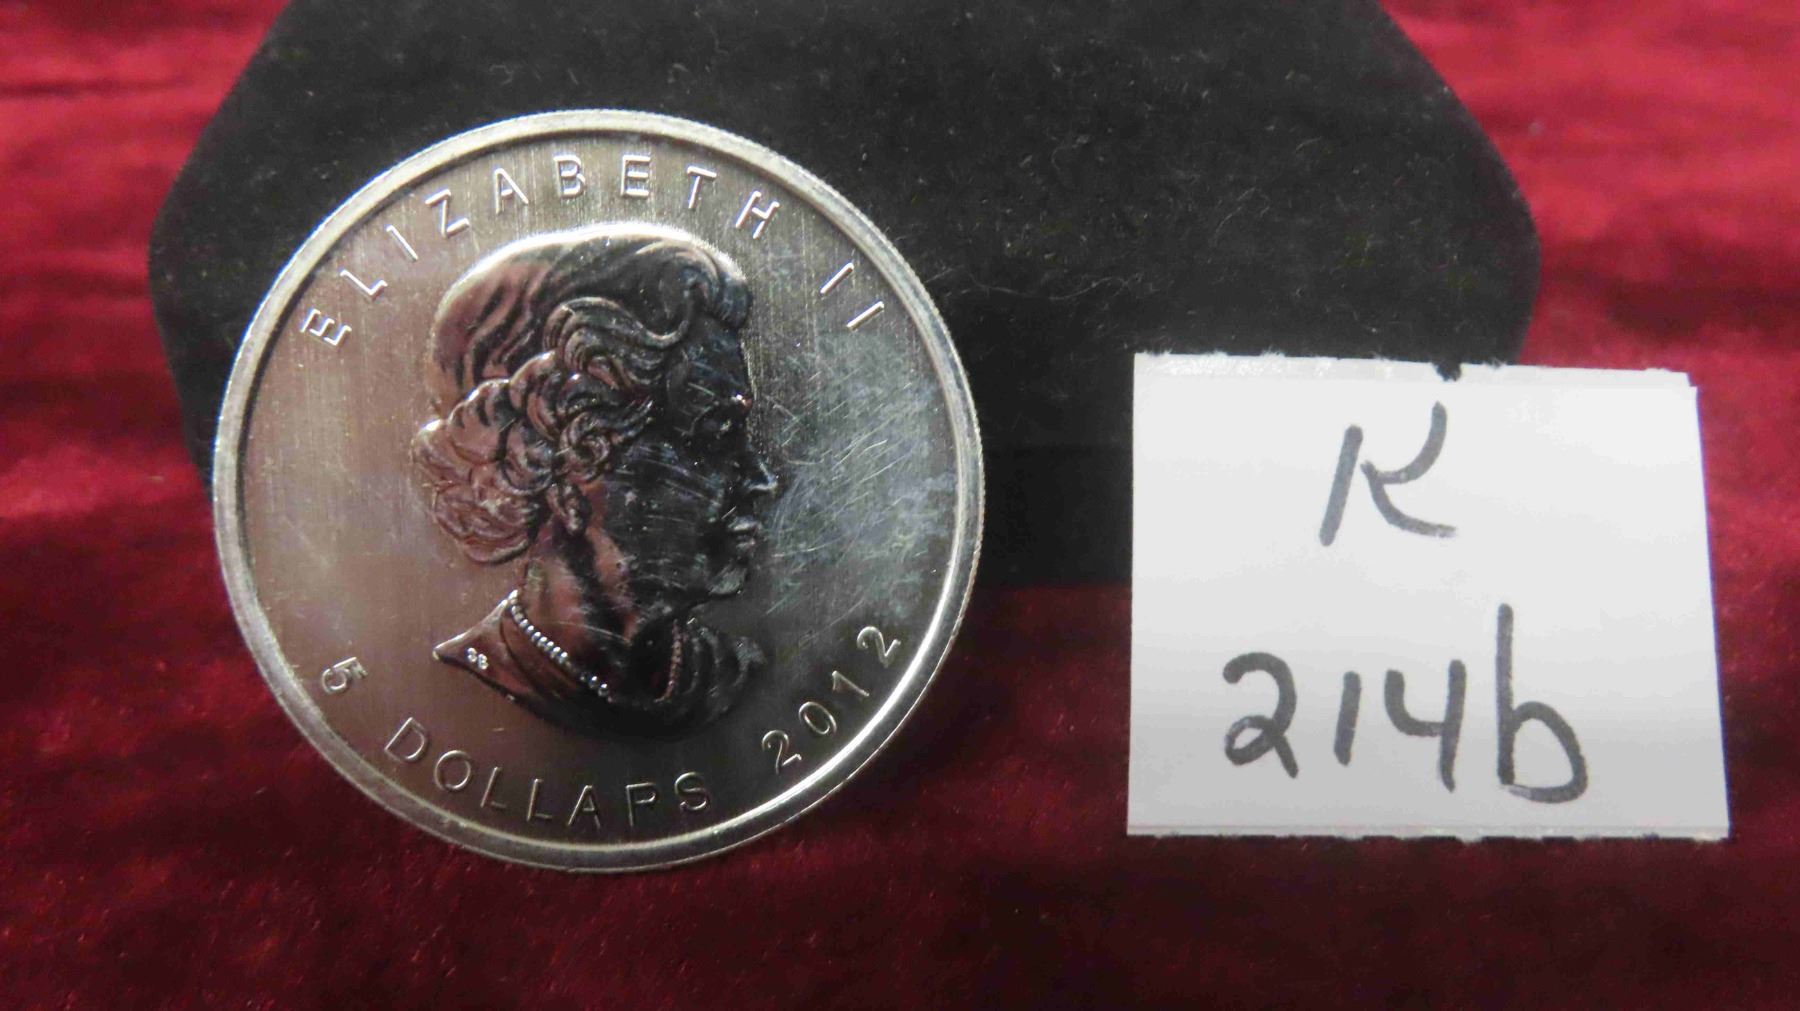 ELIZABETH II
5 DOLLARS 2012
SB
K
214b